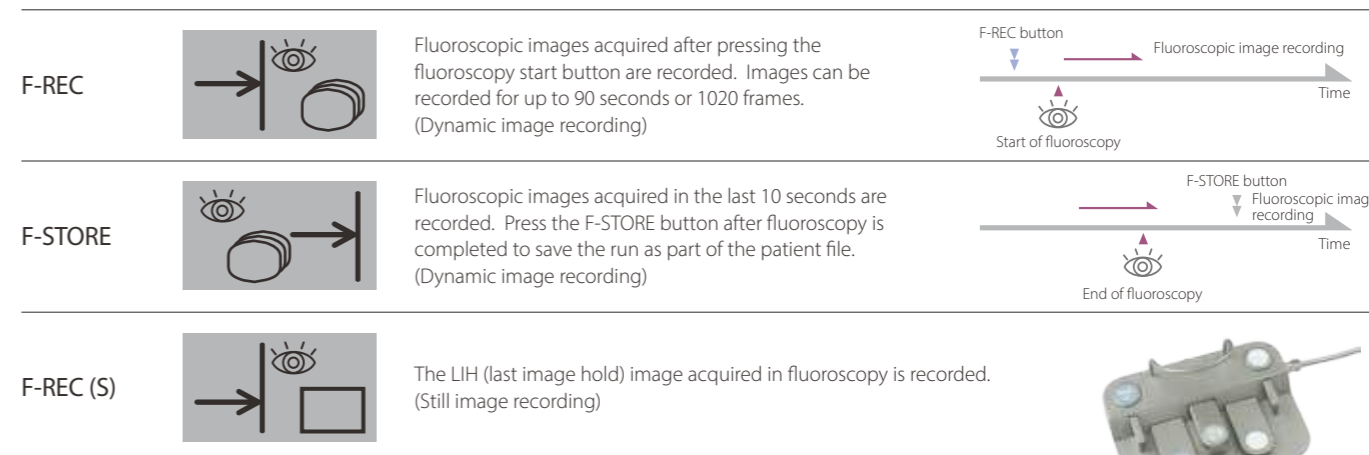 F-REC
Fluoroscopic images acquired after pressing the
fluoroscopy start button are recorded. Images can be
recorded for up to 90 seconds or 1020 frames.
(Dynamic image recording)
F-REC button
Fluoroscopic image recording
Time
Start of fluoroscopy
F-STORE
Fluoroscopic images acquired in the last 10 seconds are
recorded. Press the F-STORE button after fluoroscopy is
completed to save the run as part of the patient file.
(Dynamic image recording)
F-STORE button
Fluoroscopic imag
recording
Time
End of fluoroscopy
F-REC (S)
The LIH (last image hold) image acquired in fluoroscopy is recorded.
(Still image recording)